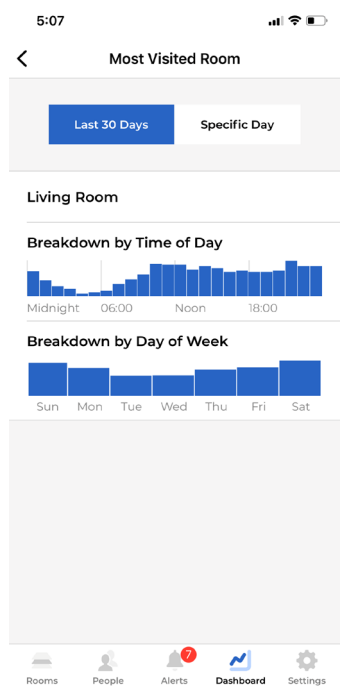 5:07
Most Visited Room
Last 30 Days
Specific Day
Living Room
Breakdown by Time of Day
Midnight 06:00 Noon 18:00
Breakdown by Day of Week
Sun Mon Tue Wed Thu Fri Sat
7
Rooms People Alerts Dashboard Settings